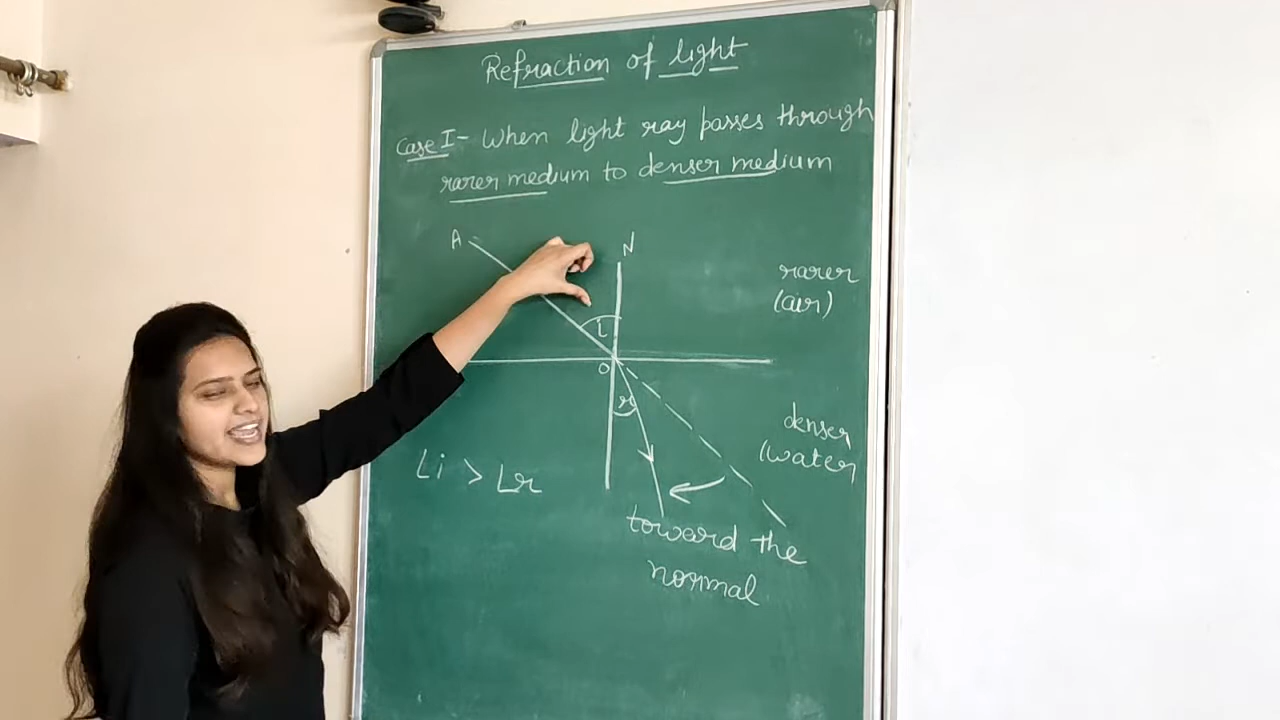 Refraction of light
Case I- When light ray passes through
rarer medium to denser medium
A
N
rarer
(air)
i
O
r
denser
(water
∠i > ∠r
toward the
normal